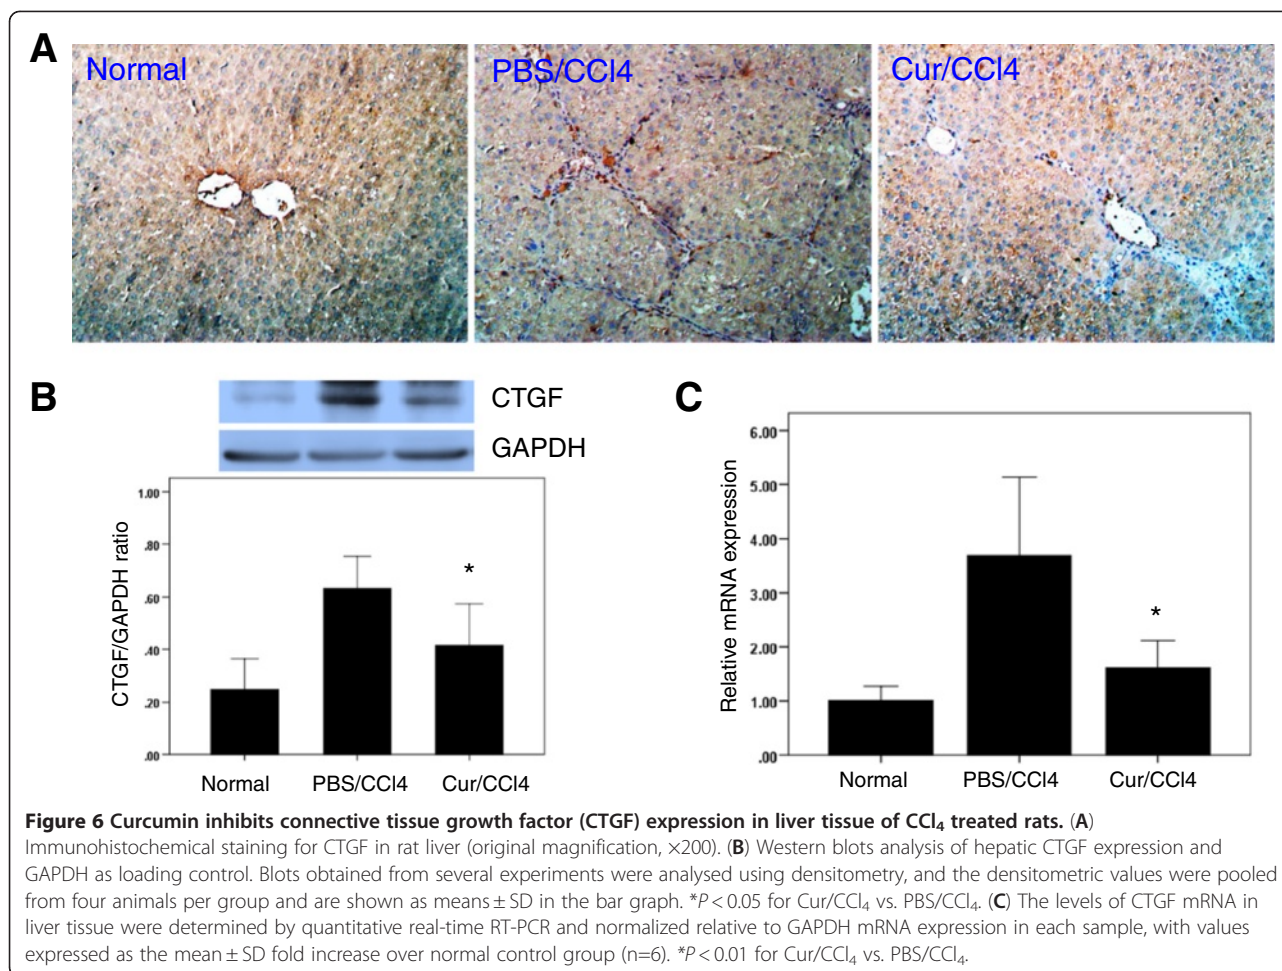 A
Normal
PBS/CCl4
Cur/CCl4
B
CTGF
GAPDH
CTGF/GAPDH ratio
1.00
.80
.60
.40
.20
.00
*
Normal
PBS/CCl4
Cur/CCl4
C
Relative mRNA expression
6.00
5.00
4.00
3.00
2.00
1.00
.00
*
Normal
PBS/CCl4
Cur/CCl4
Figure 6 Curcumin inhibits connective tissue growth factor (CTGF) expression in liver tissue of CCl₄ treated rats. (A)
Immunohistochemical staining for CTGF in rat liver (original magnification, ×200). (B) Western blots analysis of hepatic CTGF expression and
GAPDH as loading control. Blots obtained from several experiments were analysed using densitometry, and the densitometric values were pooled
from four animals per group and are shown as means ± SD in the bar graph. *P < 0.05 for Cur/CCl₄ vs. PBS/CCl₄. (C) The levels of CTGF mRNA in
liver tissue were determined by quantitative real-time RT-PCR and normalized relative to GAPDH mRNA expression in each sample, with values
expressed as the mean ± SD fold increase over normal control group (n=6). *P < 0.01 for Cur/CCl₄ vs. PBS/CCl₄.